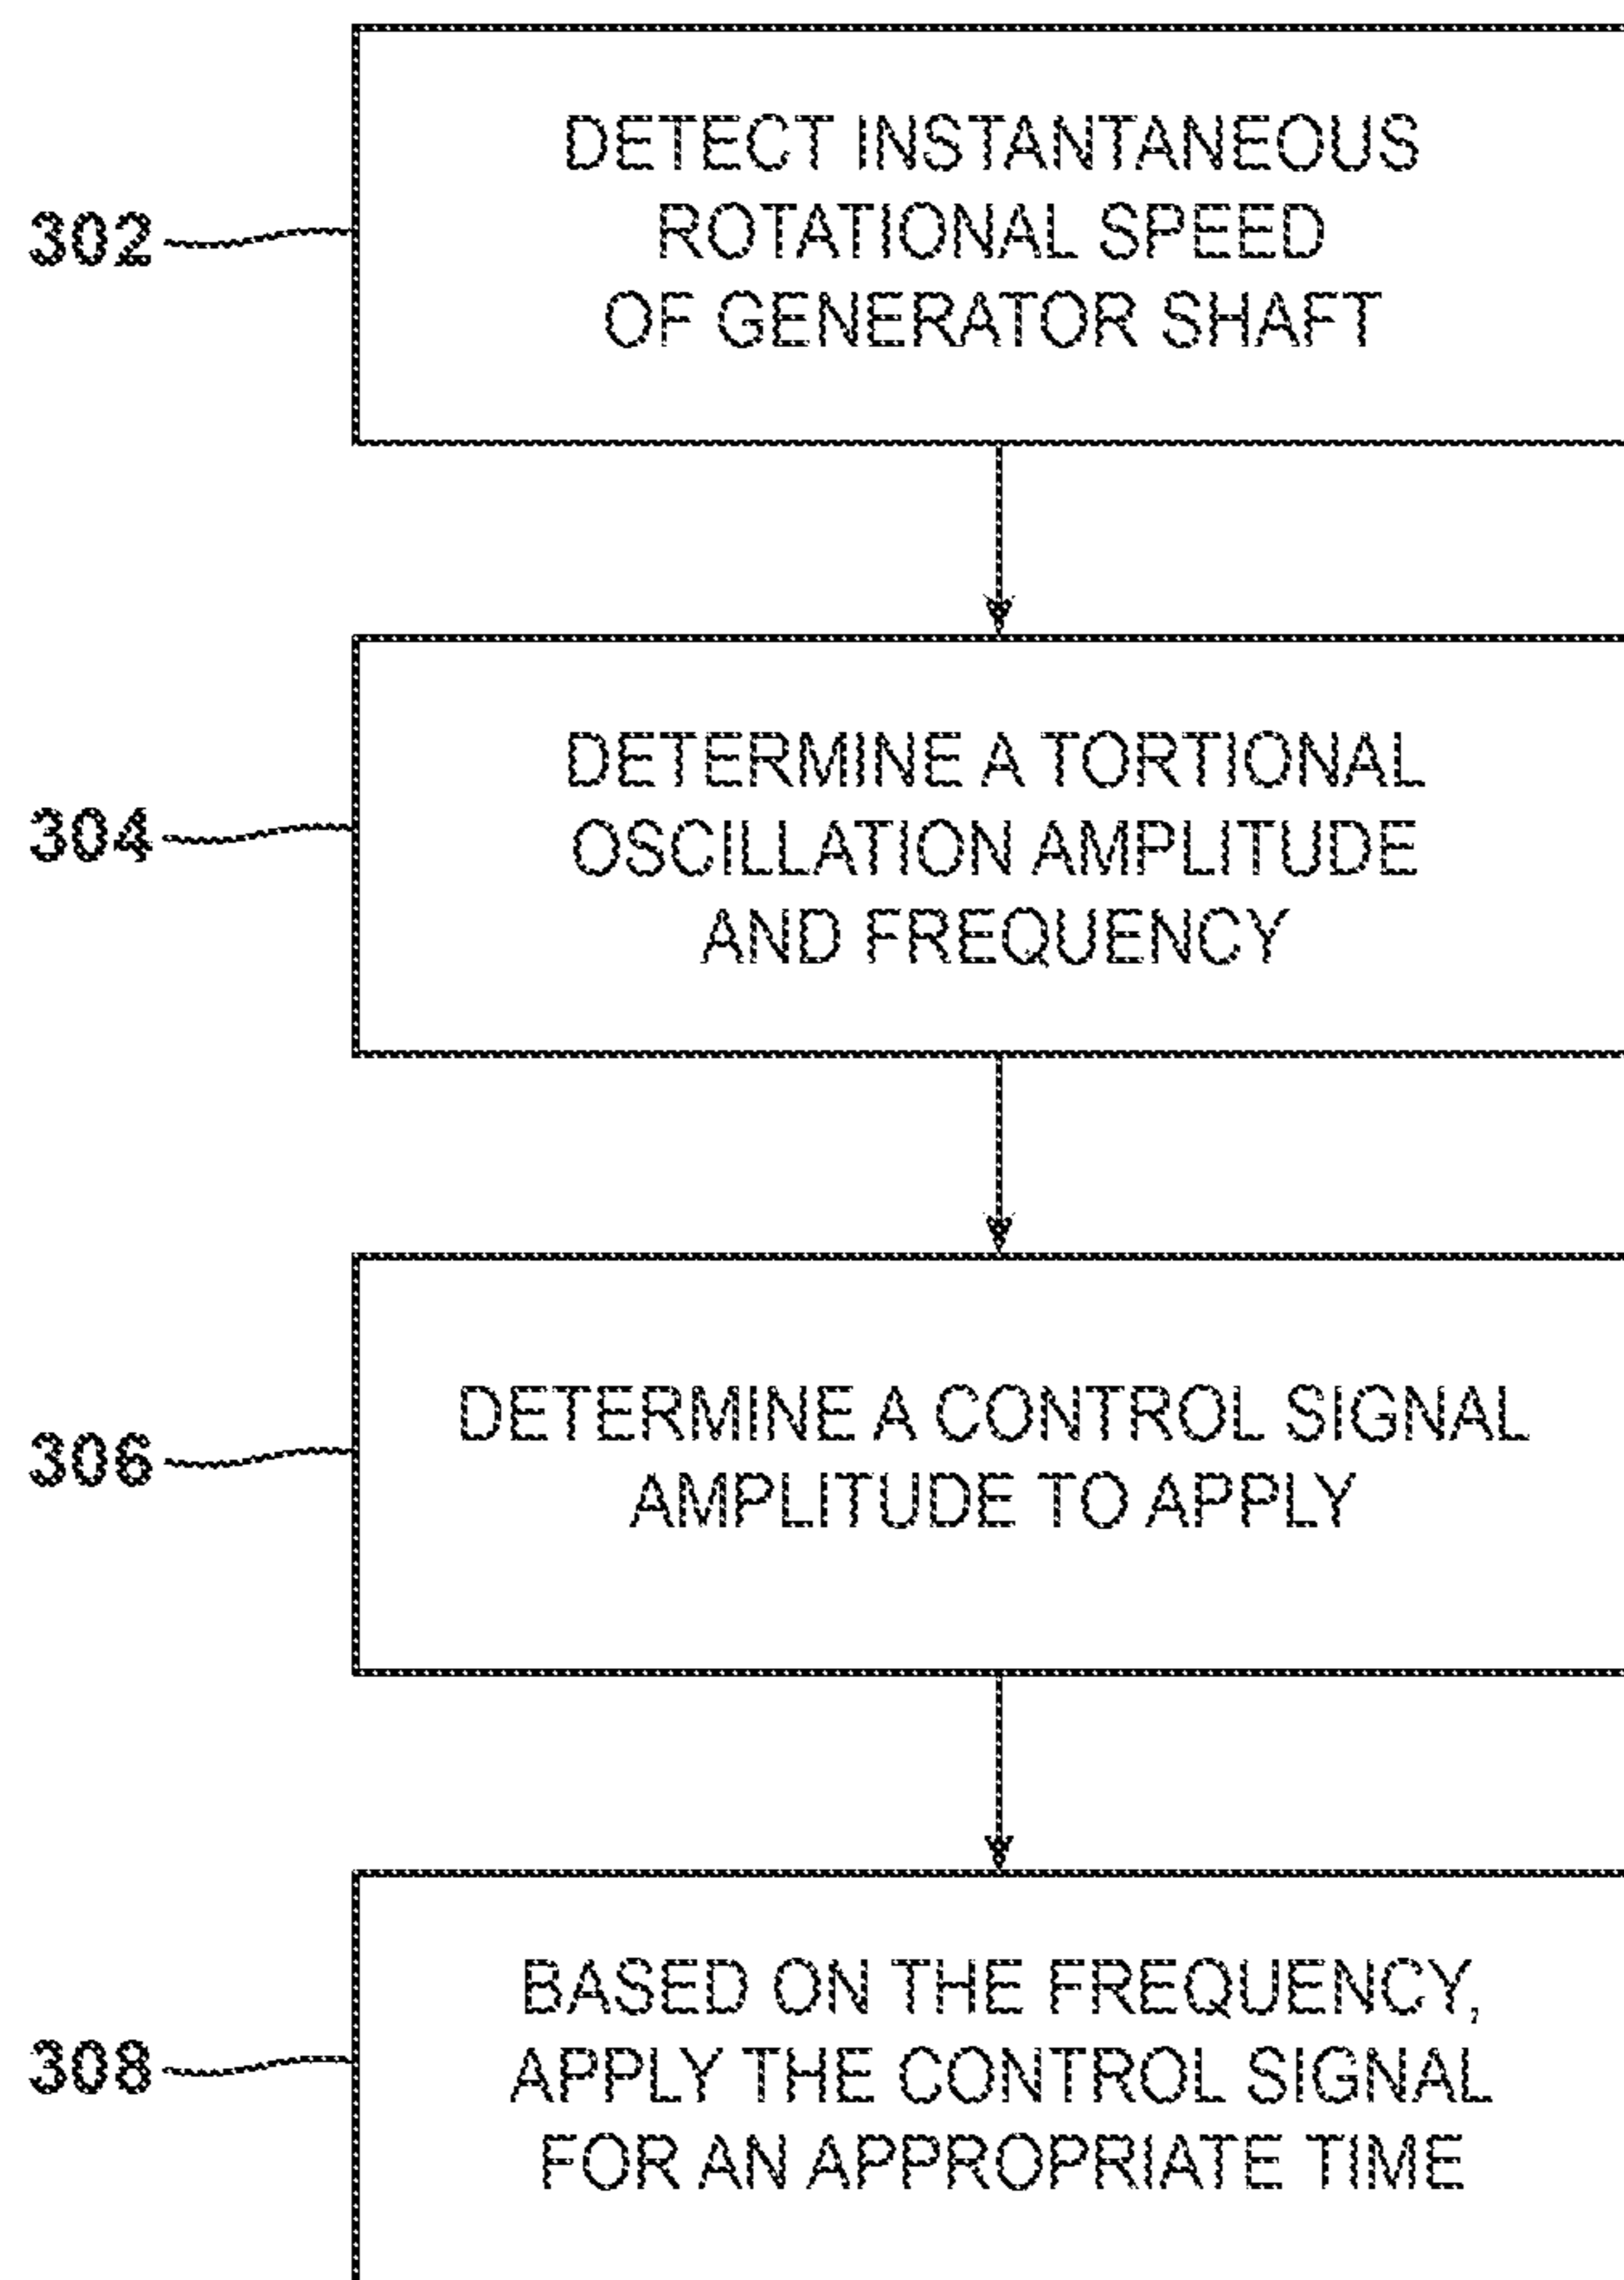 DETECT INSTANTANEOUS
302 ROTATIONAL SPEED
OF GENERATOR SHAFT
DETERMINE A TORTIONAL
304 OSCILLATION AMPLITUDE
AND FREQUENCY
DETERMINE A CONTROL SIGNAL
306
AMPLITUDE TO APPLY
BASED ON THE FREQUENCY,
308 APPLY THE CONTROL SIGNAL
FOR AN APPROPRIATE TIME